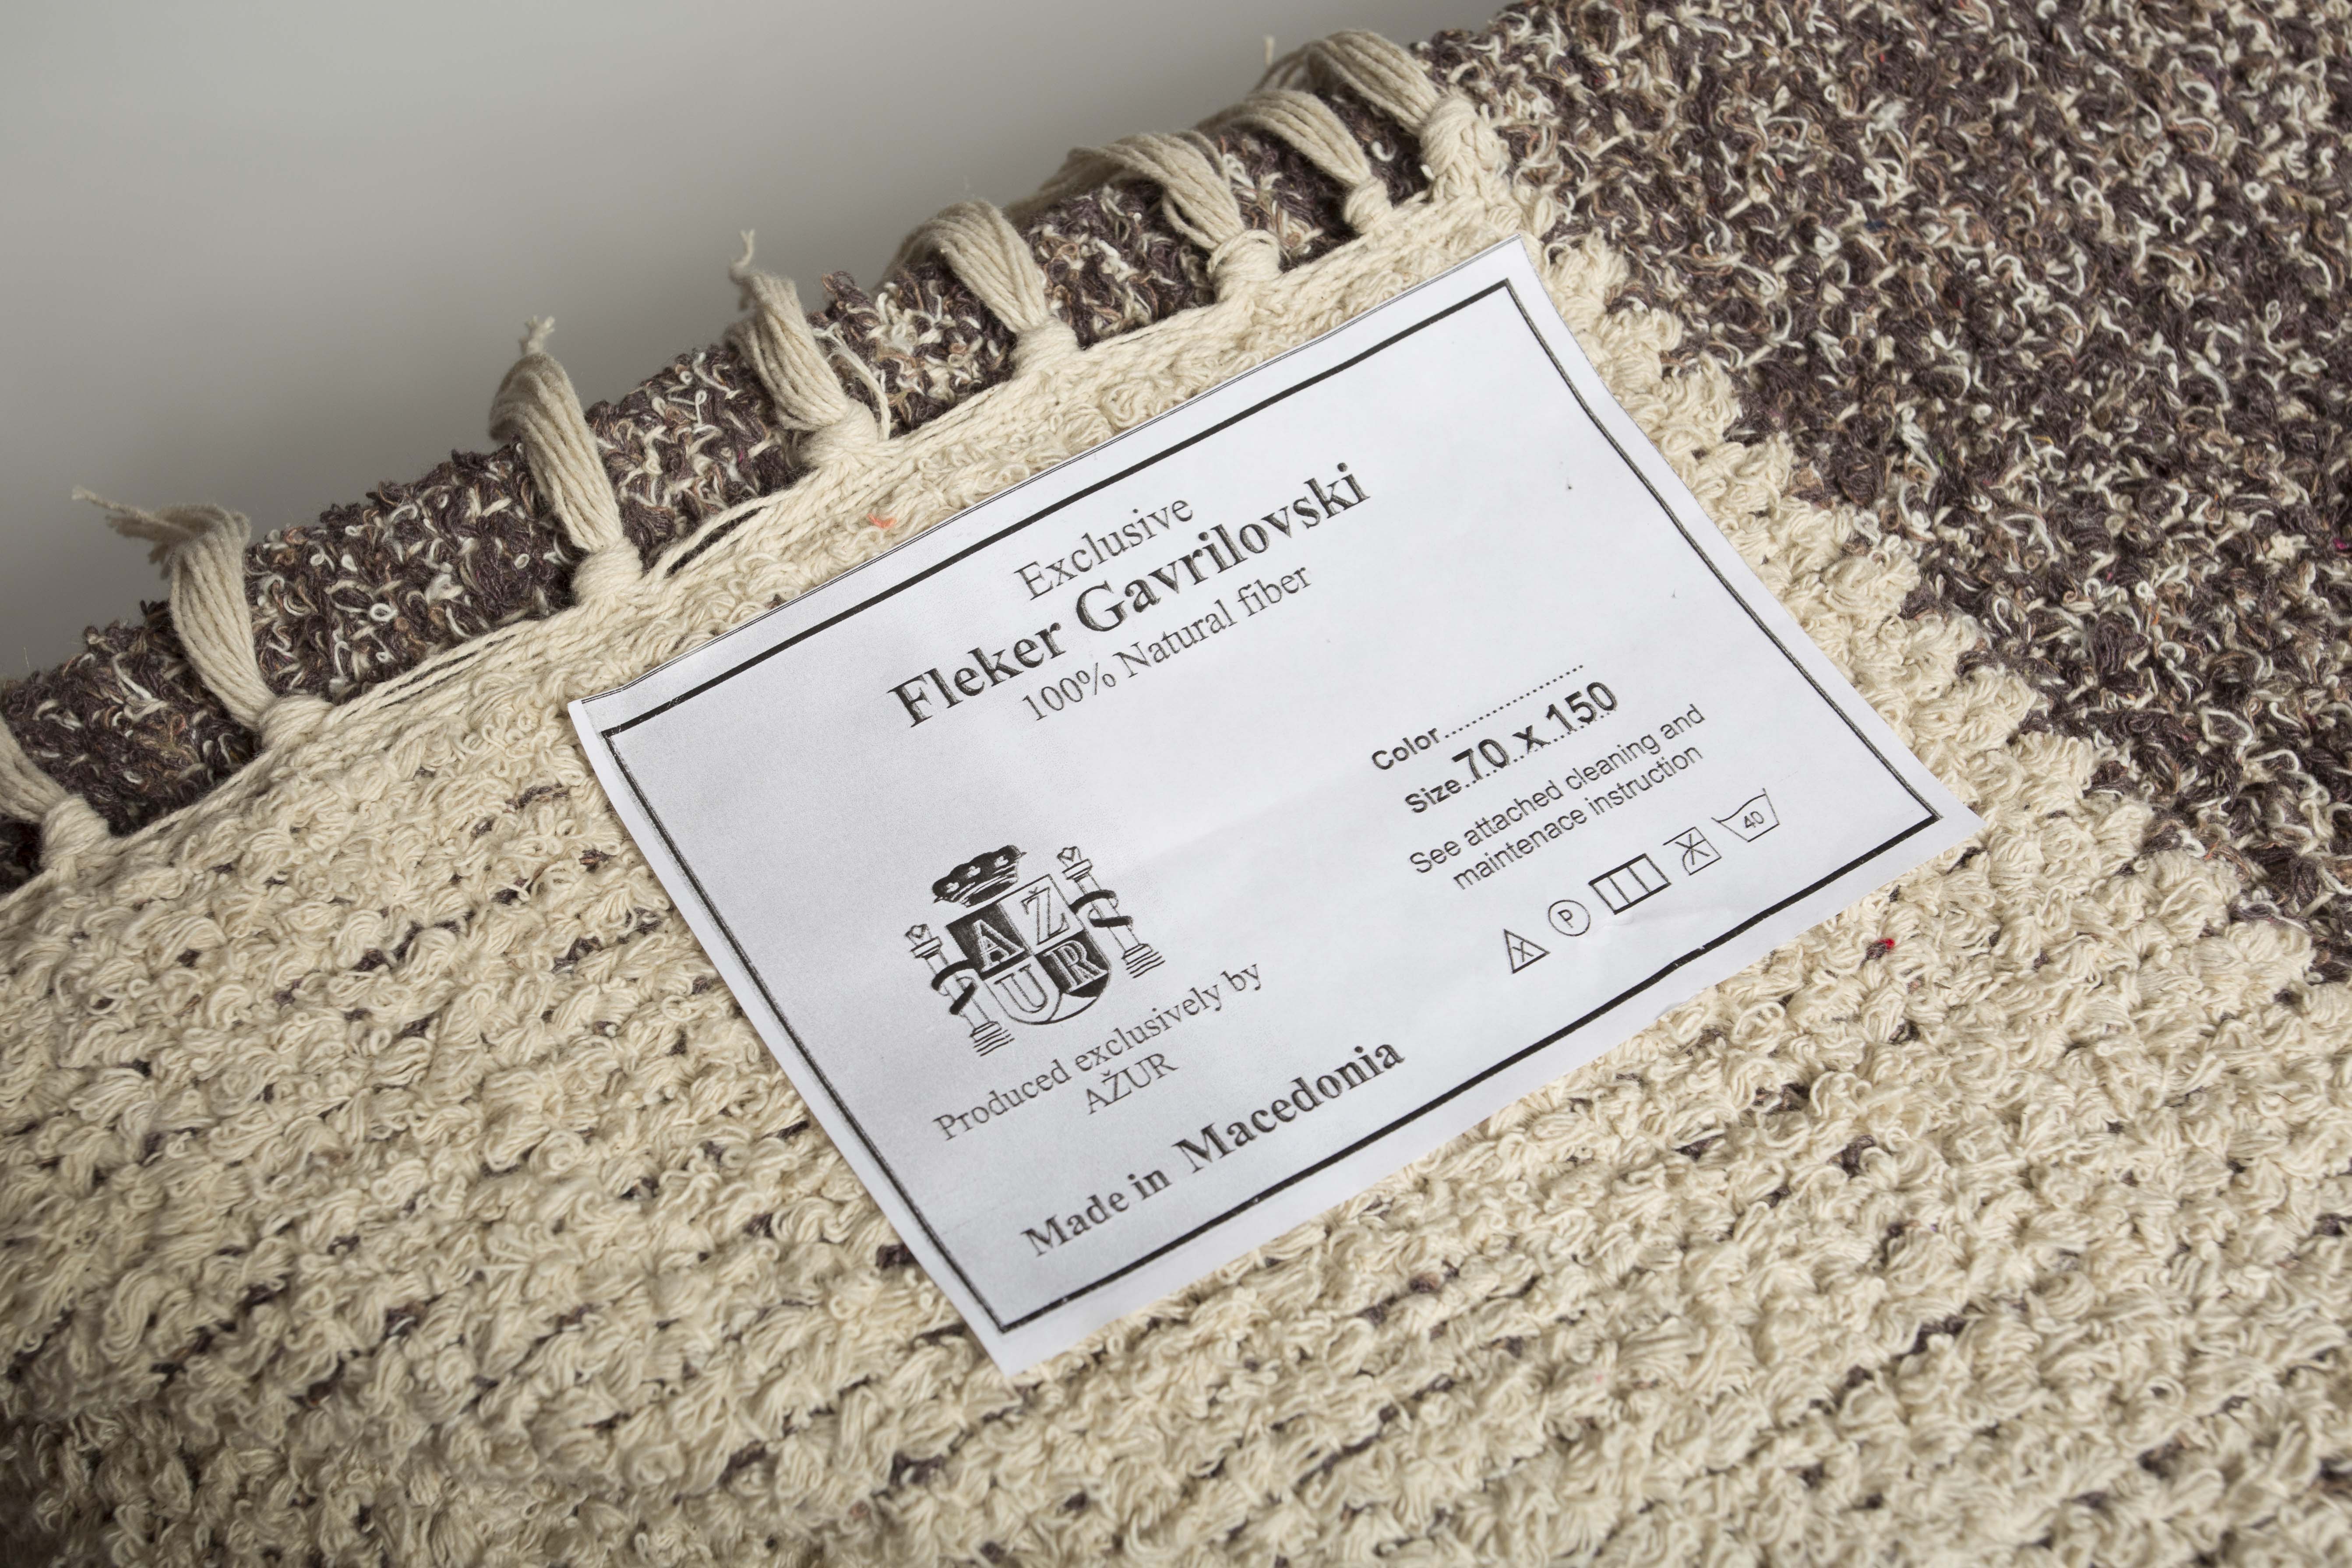 Exclusive
Fleker Gavrilovski
100% Natural fiber
Color....................
Size..70 x 150
See attached cleaning and
maintenace instruction
P
40
A Ž
U R
Produced exclusively by
AŽUR
Made in Macedonia